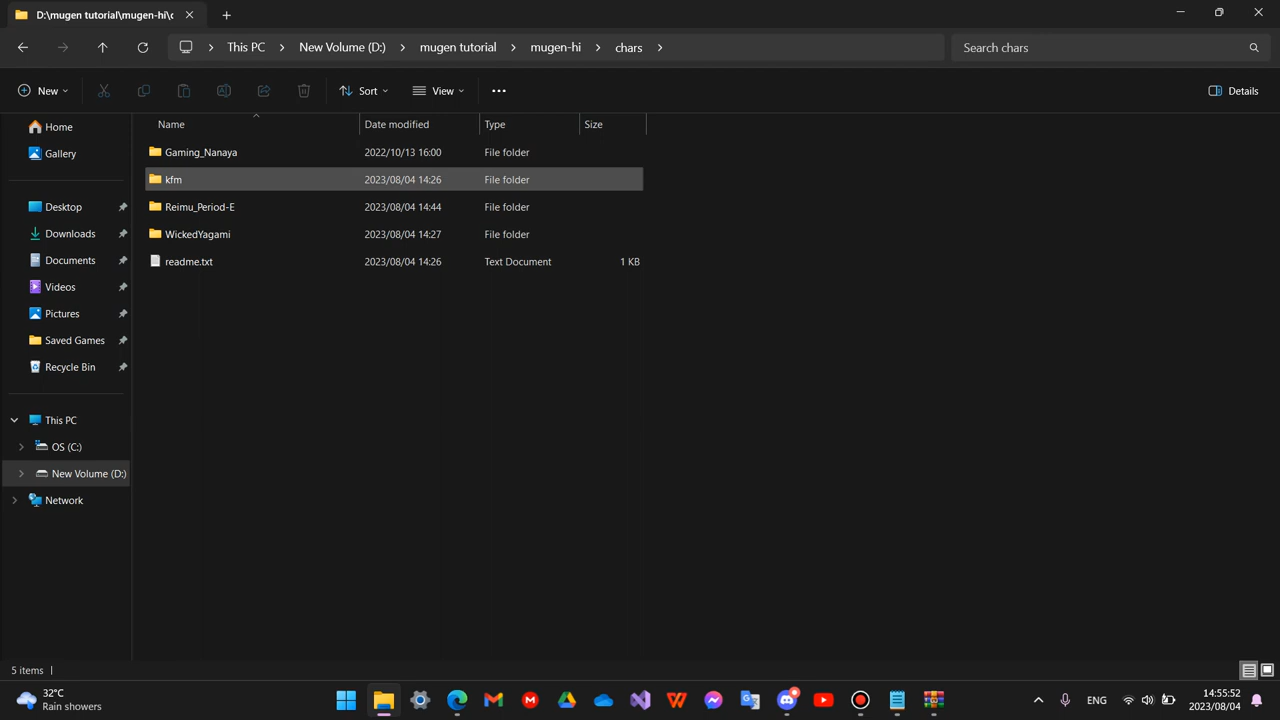 D:\mugen tutorial\mugen-hi\c
This PC > New Volume (D:) > mugen tutorial > mugen-hi > chars >
Search chars
New
Sort
View
Details
Name
Date modified
Type
Size
Home
Gallery
Desktop
Downloads
Documents
Videos
Pictures
Saved Games
Recycle Bin
This PC
OS (C:)
New Volume (D:)
Network
Gaming_Nanaya 2022/10/13 16:00 File folder
kfm 2023/08/04 14:26 File folder
Reimu_Period-E 2023/08/04 14:44 File folder
WickedYagami 2023/08/04 14:27 File folder
readme.txt 2023/08/04 14:26 Text Document 1 KB
5 items
32°C
Rain showers
ENG
14:55:52
2023/08/04